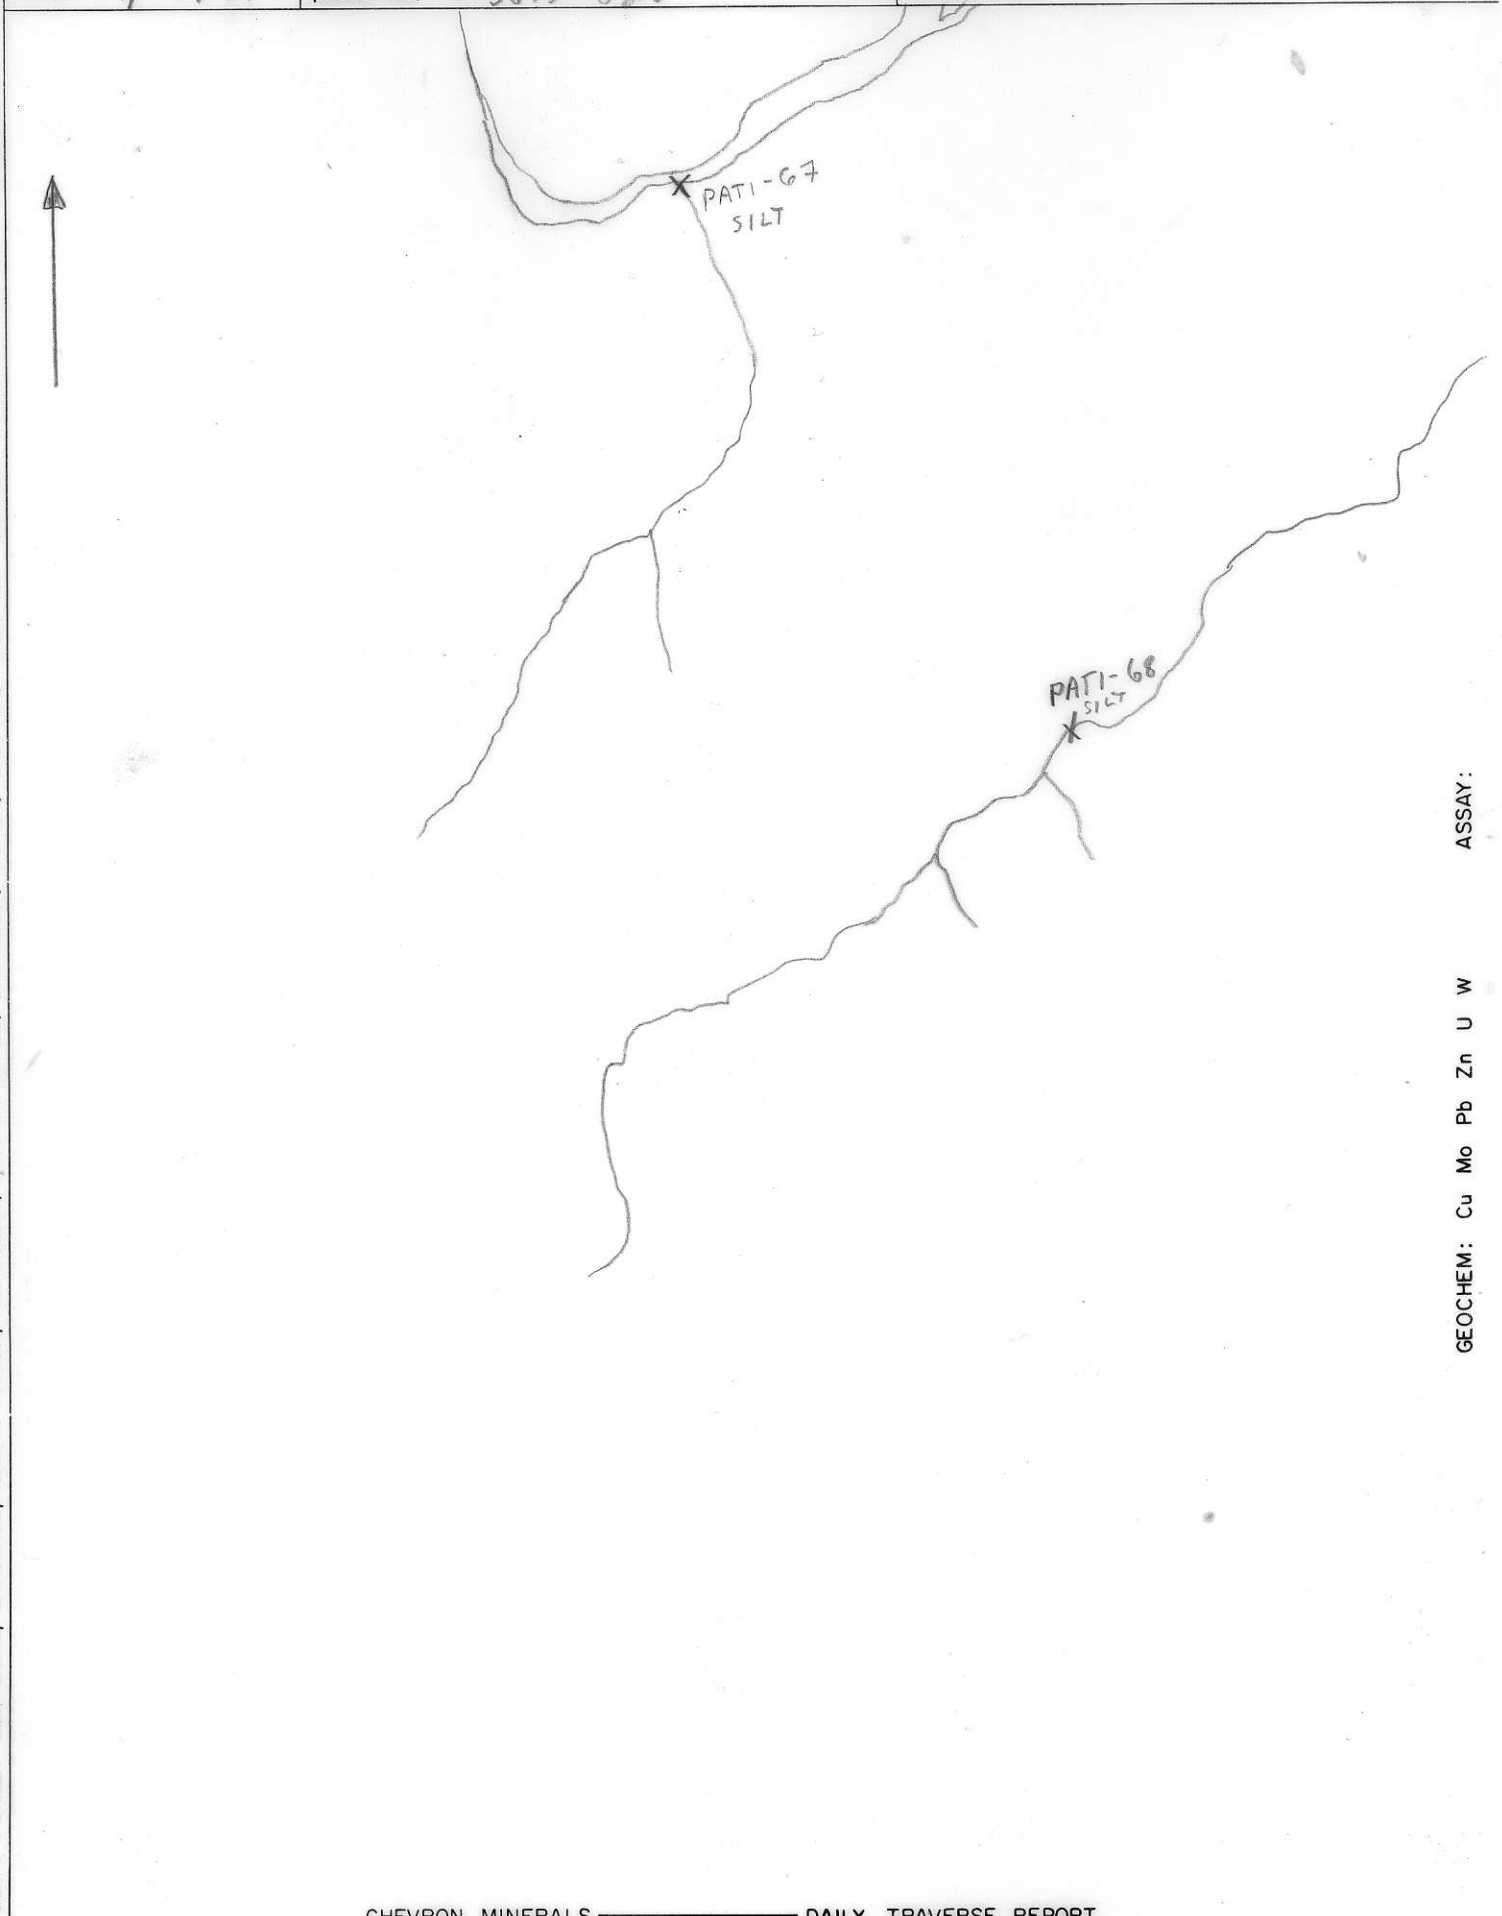 PATI-67
SILT
PATI-68
SILT
ASSAY:
GEOCHEM: Cu Mo Pb Zn U W
CHEVRON MINERALS DAILY TRAVERSE REPORT